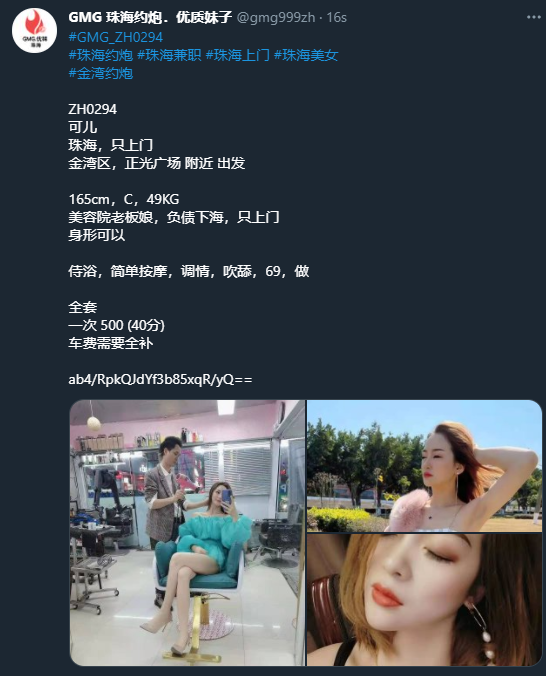 GMG 珠海约炮．优质妹子 @gmg999zh · 16s
GMG.优辑
珠海
#GMG_ZH0294
#珠海约炮 #珠海兼职 #珠海上门 #珠海美女
#金湾约炮
ZH0294
可儿
珠海，只上门
金湾区，正光广场 附近 出发
165cm，C，49KG
美容院老板娘，负债下海，只上门
身形可以
侍浴，简单按摩，调情，吹舔，69，做
全套
一次 500 (40分)
车费需要全补
ab4/RpkQJdYf3b85xqR/yQ==